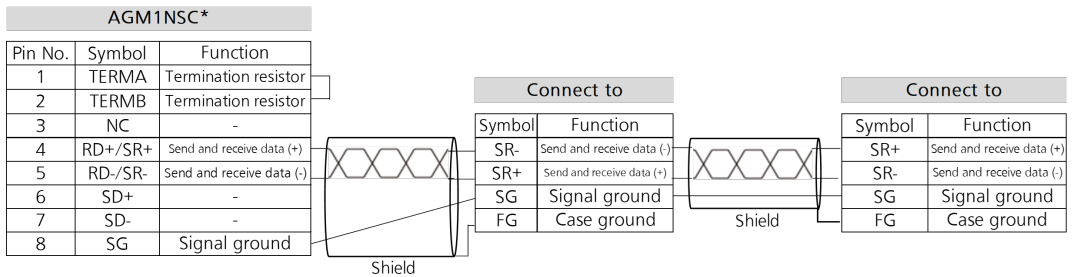 AGM1NSC*
Pin No. Symbol Function
1 TERMA Termination resistor
2 TERMB Termination resistor
3 NC -
4 RD+/SR+ Send and receive data (+)
5 RD-/SR- Send and receive data (-)
6 SD+ -
7 SD- -
8 SG Signal ground
Shield
Connect to
Symbol Function
SR- Send and receive data (-)
SR+ Send and receive data (+)
SG Signal ground
FG Case ground
Shield
Connect to
Symbol Function
SR+ Send and receive data (+)
SR- Send and receive data (-)
SG Signal ground
FG Case ground